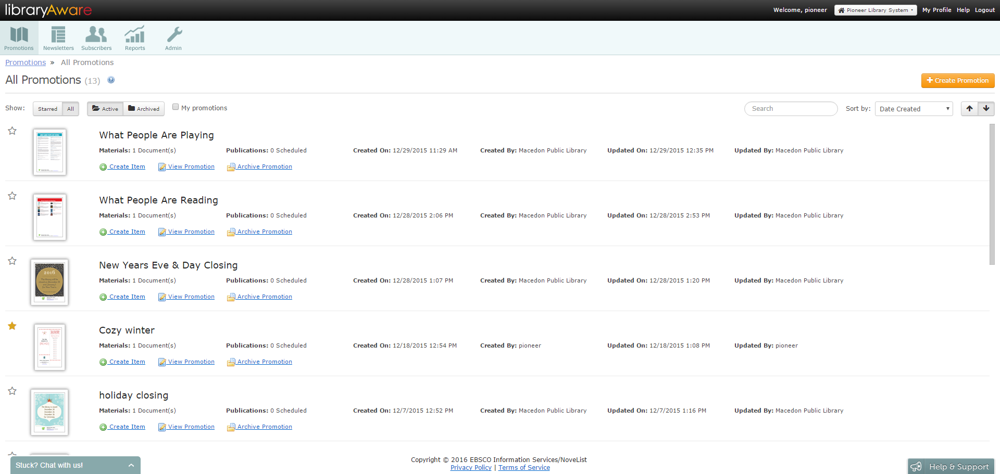 libraryAware
Welcome, pioneer Pioneer Library System My Profile Help Logout
Promotions Newsletters Subscribers Reports Admin
Promotions » All Promotions
All Promotions (13) ?
+ Create Promotion
Show: Starred All Active Archived My promotions Search Sort by: Date Created
What People Are Playing
Materials: 1 Document(s) Publications: 0 Scheduled Created On: 12/29/2015 11:29 AM Created By: Macedon Public Library Updated On: 12/29/2015 12:35 PM Updated By: Macedon Public Library
Create Item View Promotion Archive Promotion
What People Are Reading
Materials: 1 Document(s) Publications: 0 Scheduled Created On: 12/28/2015 2:06 PM Created By: Macedon Public Library Updated On: 12/28/2015 2:53 PM Updated By: Macedon Public Library
Create Item View Promotion Archive Promotion
2016
New Years Eve & Day Closing
Materials: 1 Document(s) Publications: 0 Scheduled Created On: 12/28/2015 1:07 PM Created By: Macedon Public Library Updated On: 12/28/2015 1:20 PM Updated By: Macedon Public Library
Create Item View Promotion Archive Promotion
(READ)
Cozy winter
Materials: 1 Document(s) Publications: 0 Scheduled Created On: 12/18/2015 12:54 PM Created By: pioneer Updated On: 12/18/2015 1:08 PM Updated By: pioneer
Create Item View Promotion Archive Promotion
The library is closed
December 24
December 25
December 26
for Christmas.
holiday closing
Materials: 1 Document(s) Publications: 0 Scheduled Created On: 12/7/2015 12:52 PM Created By: Macedon Public Library Updated On: 12/7/2015 1:16 PM Updated By: Macedon Public Library
Create Item View Promotion Archive Promotion
Stuck? Chat with us!
Copyright © 2016 EBSCO Information Services/NoveList
Privacy Policy | Terms of Service
Help & Support